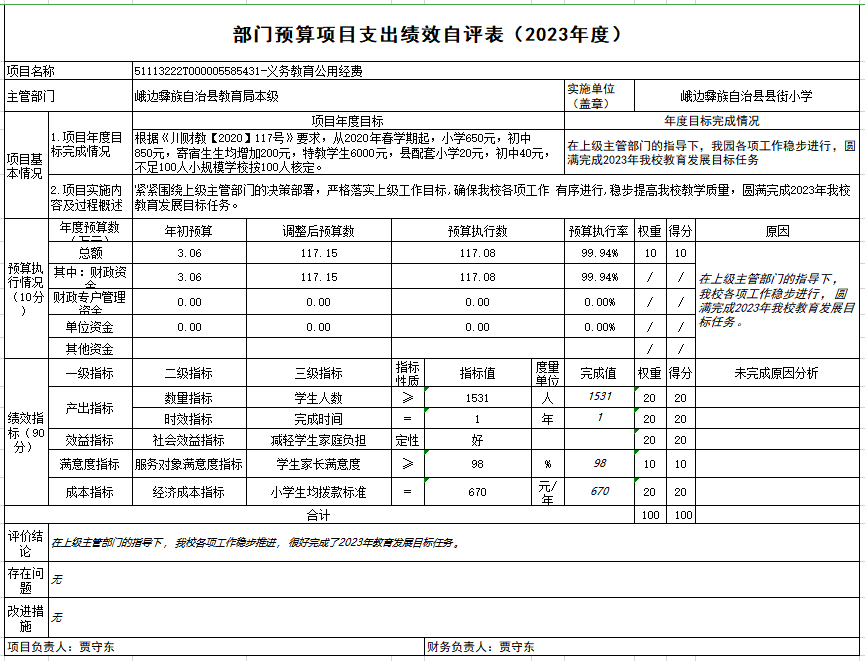 部门预算项目支出绩效自评表（2023年度）
项目名称 51113222T000005585431-义务教育公用经费
主管部门 峨边彝族自治县教育局本级 实施单位（盖章） 峨边彝族自治县县街小学
项目基本情况 项目年度目标 年度目标完成情况
1.项目年度目标完成情况
根据《川财教【2020】117号》要求，从2020年春学期起，小学650元，初中
850元，寄宿生生均增加200元，特教学生6000元，县配套小学20元，初中40元，
不足100人小规模学校按100人核定。
在上级主管部门的指导下，我园各项工作稳步进行，圆
满完成2023年我校教育发展目标任务
2.项目实施内容及过程概述
紧紧围绕上级主管部门的决策部署，严格落实上级工作目标,确保我校各项工作 有序进行,稳步提高我校教学质量，圆满完成2023年我校
教育发展目标任务。
预算执行情况（10分） 年度预算数 年初预算 调整后预算数 预算执行数 预算执行率 权重 得分 原因
总额 3.06 117.15 117.08 99.94% 10 10
其中：财政资金 3.06 117.15 117.08 99.94% / /
财政专户管理资金 0.00 0.00 0.00 0.00% / /
单位资金 0.00 0.00 0.00 0.00% / /
其他资金 / /
在上级主管部门的指导下，
我校各项工作稳步进行，圆
满完成2023年我校教育发展目
标任务。
绩效指标（90分） 一级指标 二级指标 三级指标 指标性质 指标值 度量单位 完成值 权重 得分 未完成原因分析
产出指标 数量指标 学生人数 ≥ 1531 人 1531 20 20
时效指标 完成时间 = 1 年 1 20 20
效益指标 社会效益指标 减轻学生家庭负担 定性 好 20 20
满意度指标 服务对象满意度指标 学生家长满意度 ≥ 98 % 98 10 10
成本指标 经济成本指标 小学生均拨款标准 = 670 元/年 670 20 20
合计 100 100
评价结论 在上级主管部门的指导下，我校各项工作稳步推进，很好完成了2023年教育发展目标任务。
存在问题 无
改进措施 无
项目负责人：贾守东 财务负责人：贾守东